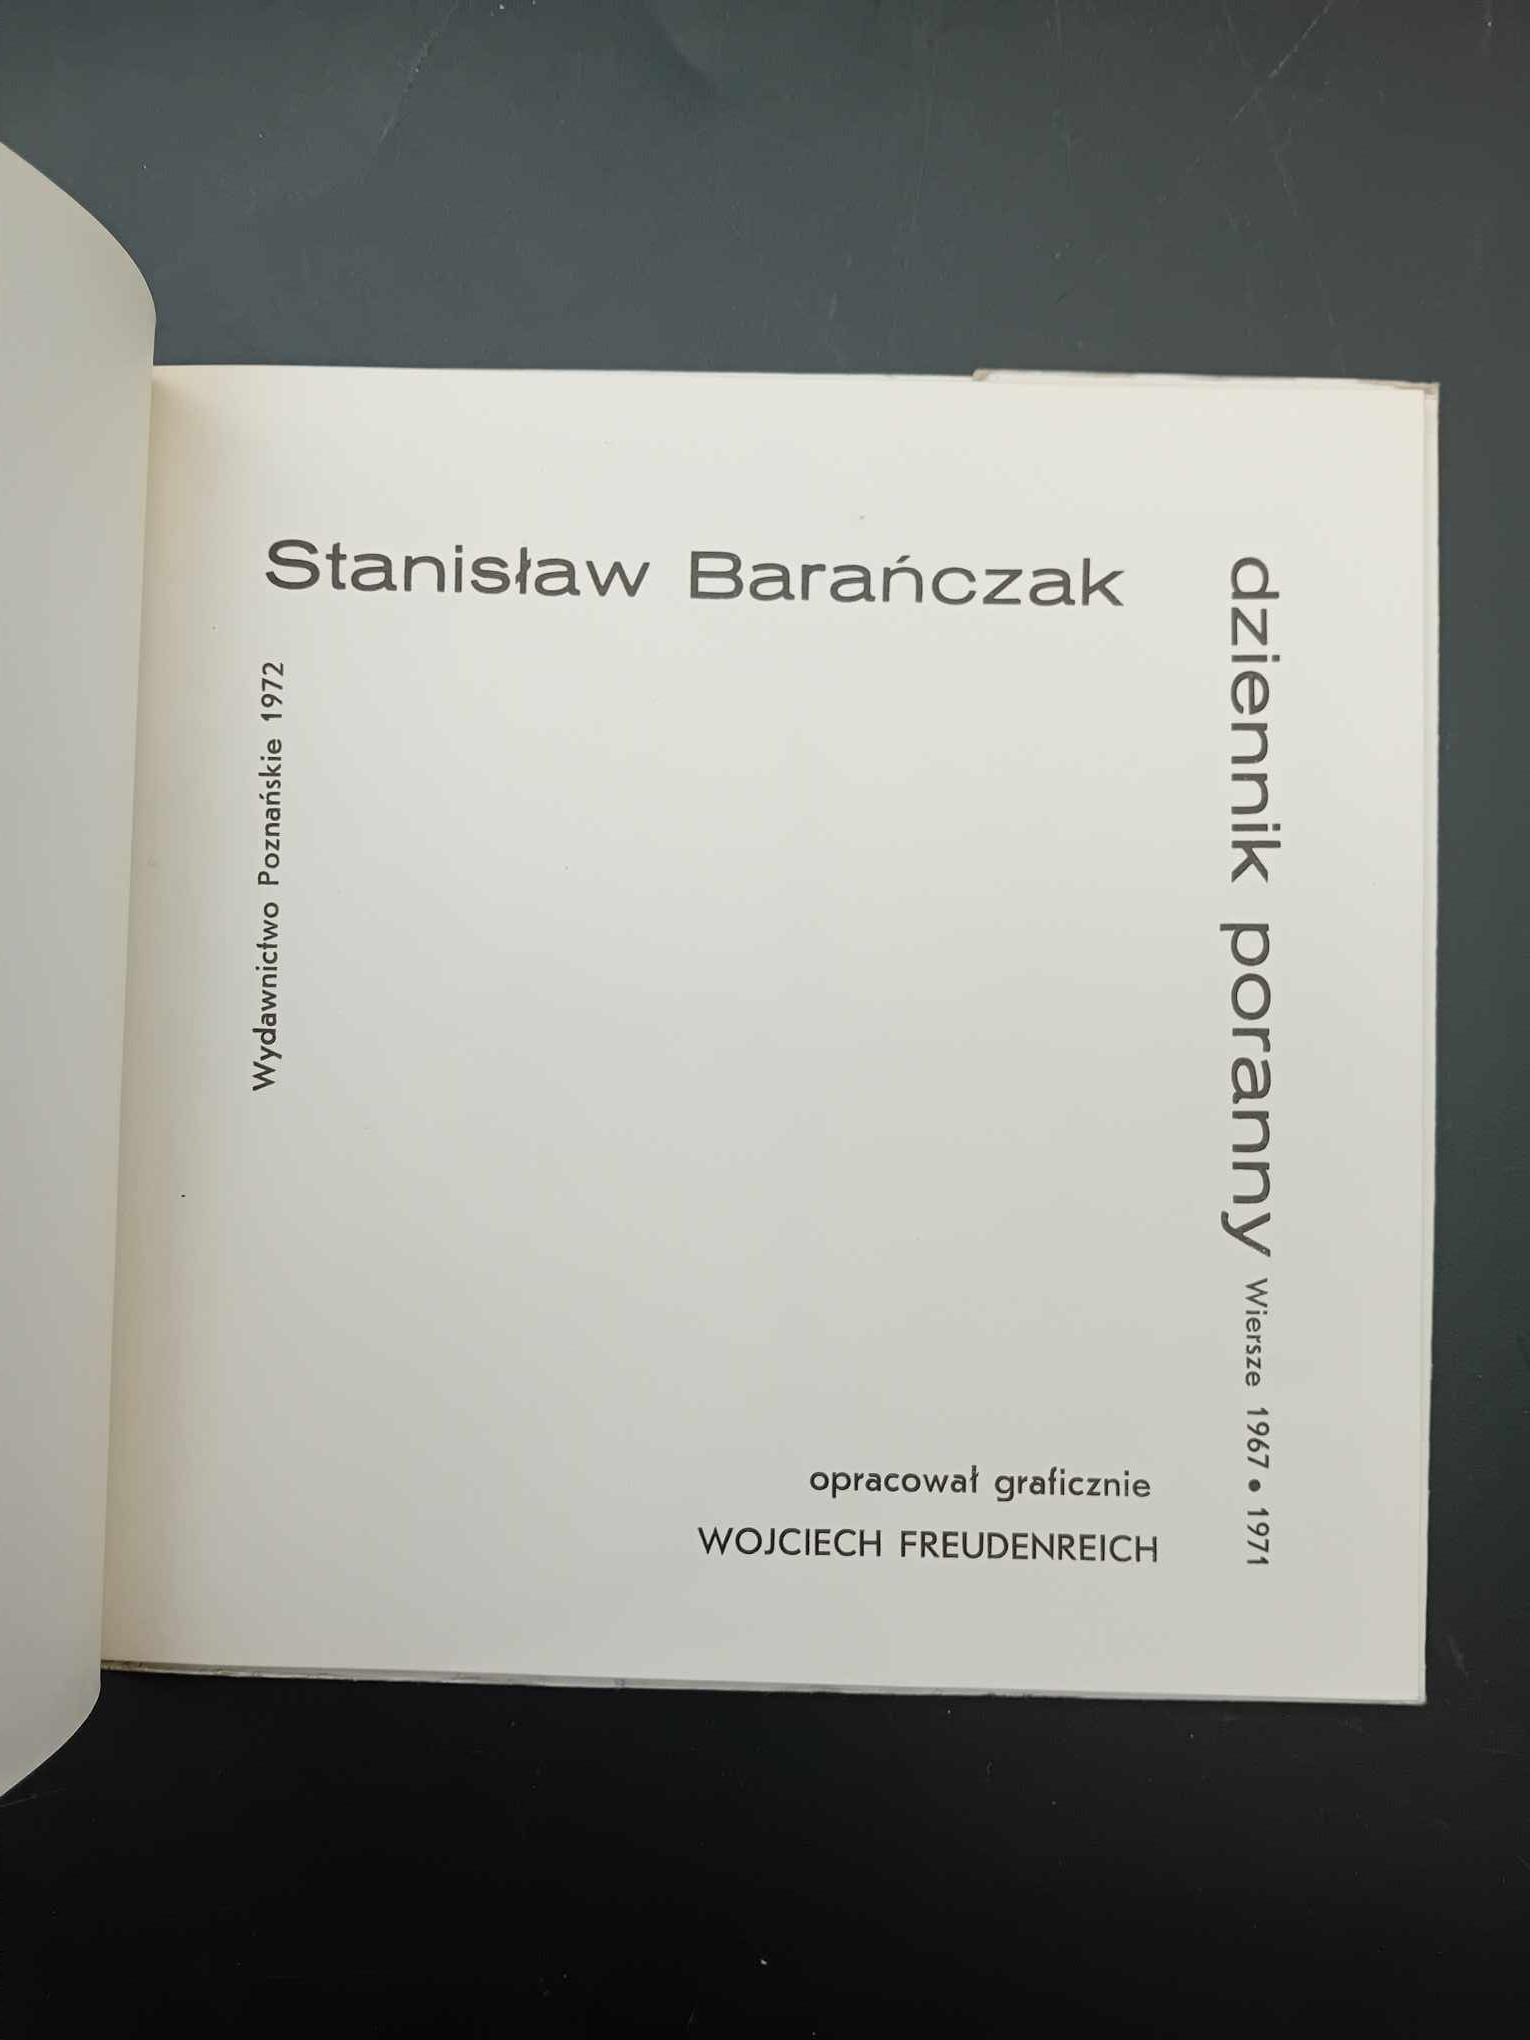 Stanisław Barańczak
dziennik poranny Wiersze 1967 • 1971
Wydawnictwo Poznańskie 1972
opracował graficznie
WOJCIECH FREUDENREICH